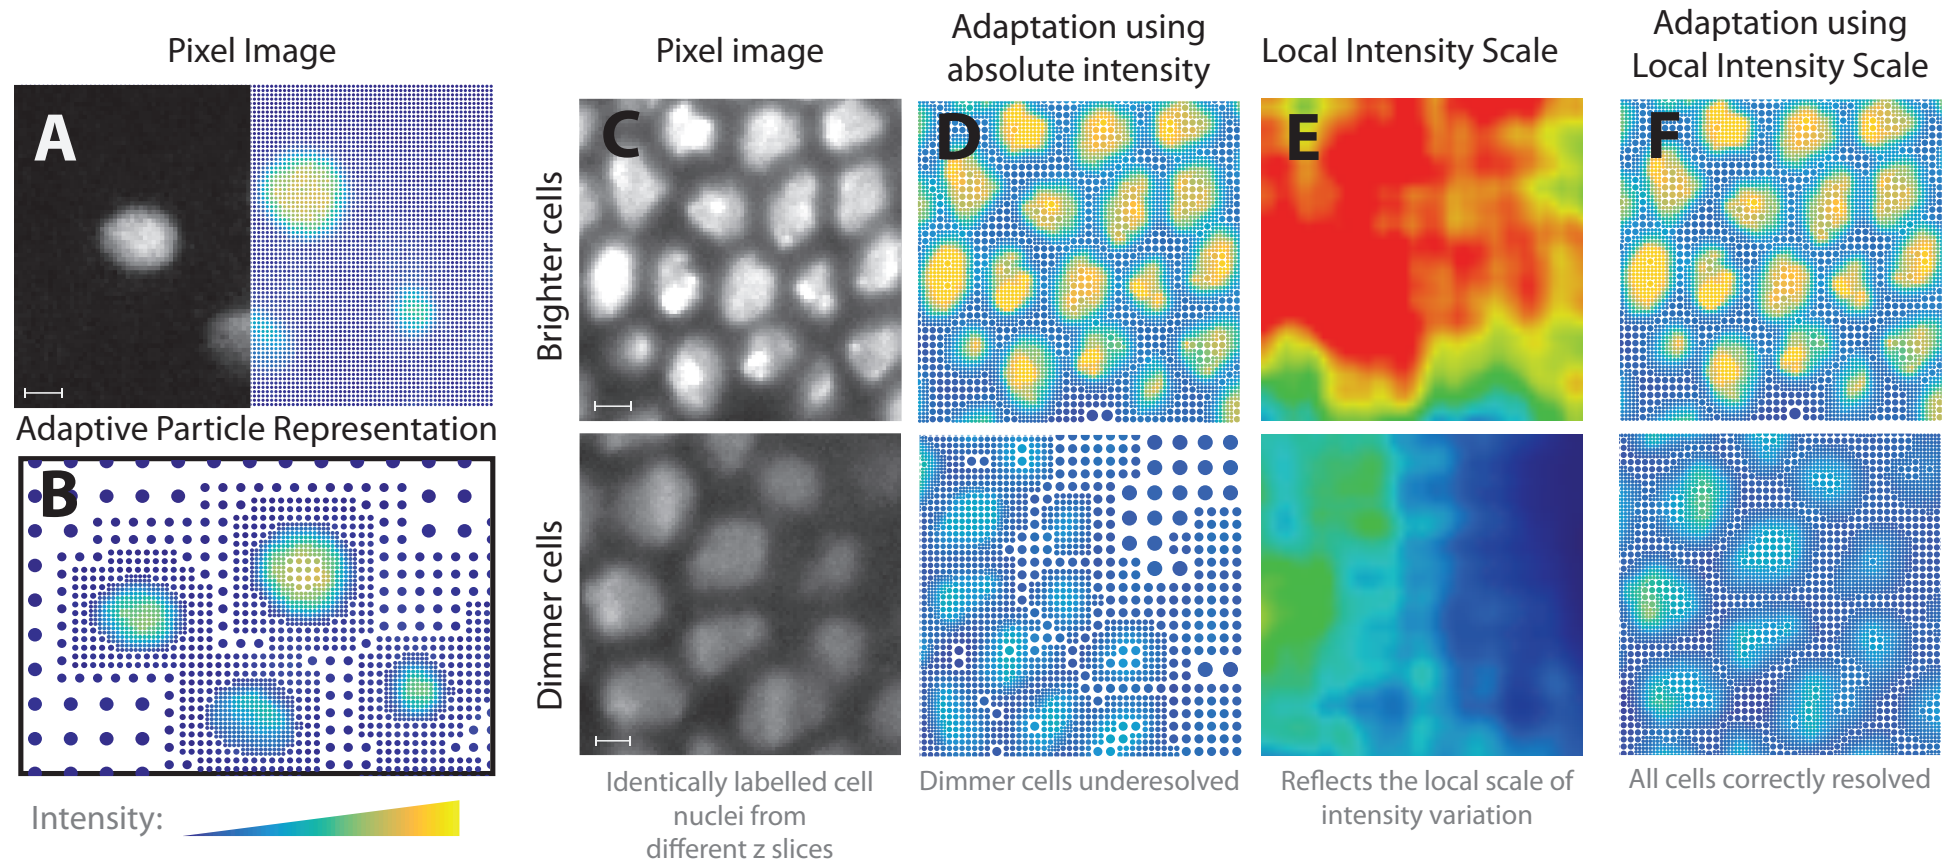 Pixel Image
A
Adaptive Particle Representation
B
Intensity:
Pixel image
Adaptation using
absolute intensity
Local Intensity Scale
Adaptation using
Local Intensity Scale
Brighter cells
C
D
E
F
Dimmer cells
Identically labelled cell
nuclei from
different z slices
Dimmer cells underesolved
Reflects the local scale of
intensity variation
All cells correctly resolved